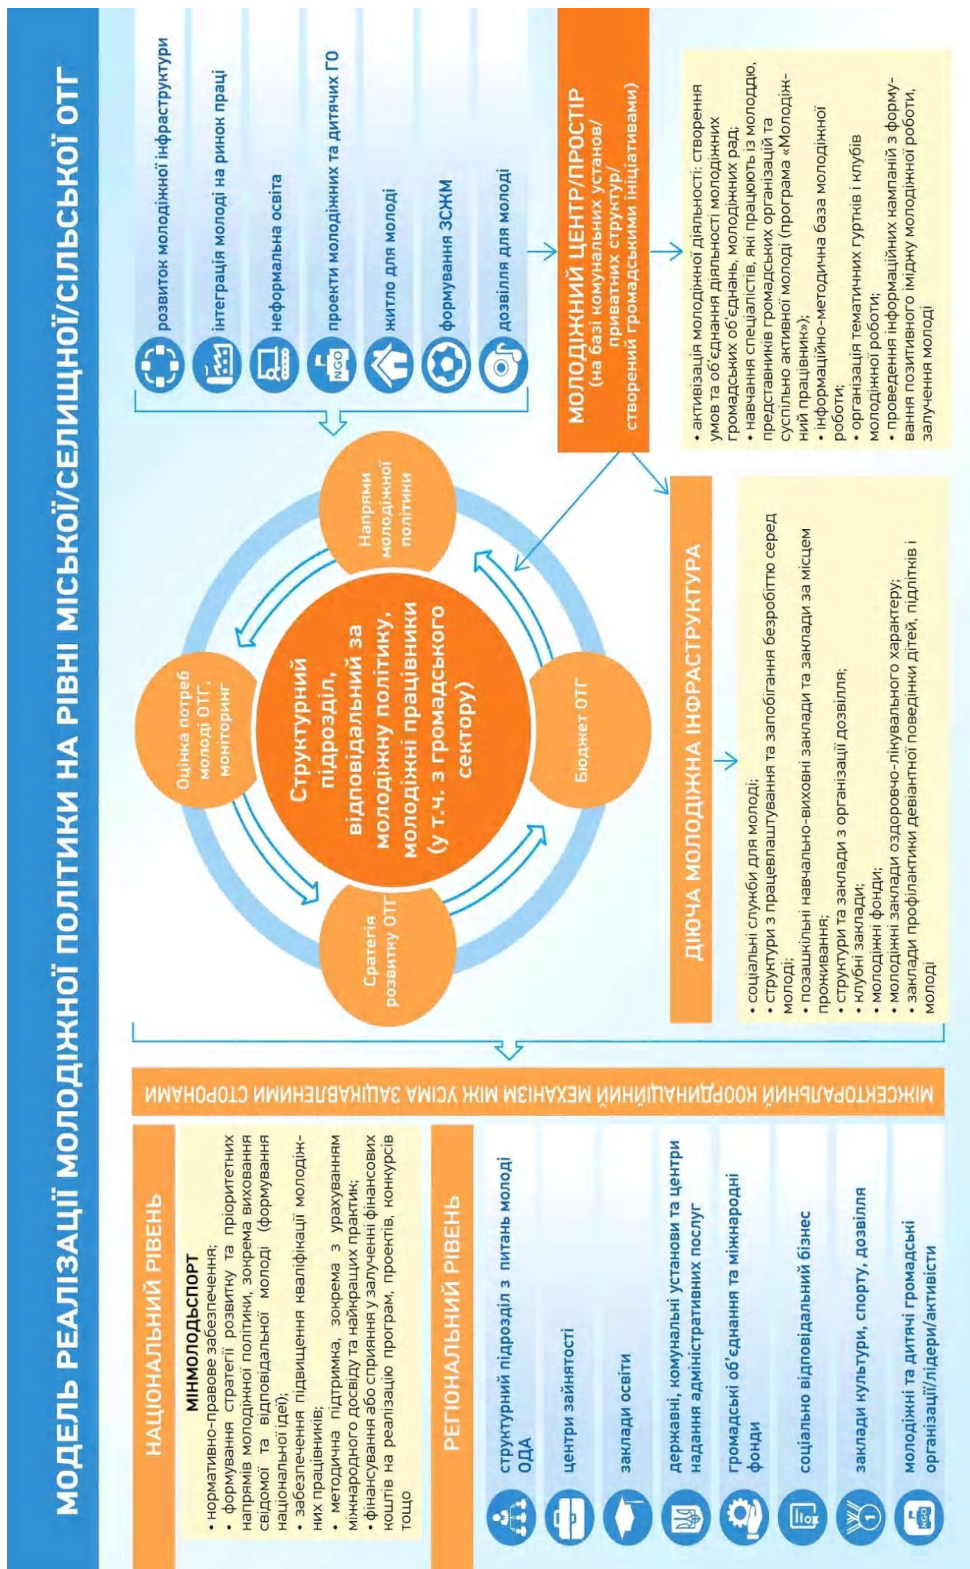 МОДЕЛЬ РЕАЛІЗАЦІЇ МОЛОДІЖНОЇ ПОЛІТИКИ НА РІВНІ МІСЬКОЇ/СЕЛИЩНОЇ/СІЛЬСЬКОЇ ОТГ
НАЦІОНАЛЬНИЙ РІВЕНЬ
МІНМОЛОДЬСПОРТ
• нормативно-правове забезпечення;
• формування стратегії розвитку та пріоритетних
напрямів молодіжної політики, зокрема виховання
свідомої та відповідальної молоді (формування
національної ідеї);
• забезпечення підвищення кваліфікації молодіж-
них працівників;
• методична підтримка, зокрема з урахуванням
міжнародного досвіду та найкращих практик;
• фінансування або сприяння у залученні фінансових
коштів на реалізацію програм, проектів, конкурсів
тощо
РЕГІОНАЛЬНИЙ РІВЕНЬ
структурний підрозділ з питань молоді
ОДА
центри зайнятості
заклади освіти
державні, комунальні установи та центри
надання адміністративних послуг
громадські об’єднання та міжнародні
фонди
соціально відповідальний бізнес
заклади культури, спорту, дозвілля
1
молодіжні та дитячі громадські
організації/лідери/активісти
NGO
МІЖСЕКТОРАЛЬНИЙ КООРДИНАЦІЙНИЙ МЕХАНІЗМ МІЖ УСІМА ЗАЦІКАВЛЕНИМИ СТОРОНАМИ
Оцінка потреб
молоді ОТГ,
моніторинг
Сратегія
розвитку ОТГ
Структурний
підрозділ,
відповідальний за
молодіжну політику,
молодіжні працівники
(у т.ч. з громадського
сектору)
Напрями
молодіжної
політики
Бюджет ОТГ
розвиток молодіжної інфраструктури
інтеграція молоді на ринок праці
неформальна освіта
проекти молодіжних та дитячих ГО
NGO
житло для молоді
формування ЗСЖМ
дозвілля для молоді
ДІЮЧА МОЛОДІЖНА ІНФРАСТРУКТУРА
• соціальні служби для молоді;
• структури з працевлаштування та запобігання безробіттю серед
молоді;
• позашкільні навчально-виховні заклади та заклади за місцем
проживання;
• структури та заклади з організації дозвілля;
• клубні заклади;
• молодіжні фонди;
• молодіжні заклади оздоровчо-лікувального характеру;
• заклади профілактики девіантної поведінки дітей, підлітків і
молоді
МОЛОДІЖНИЙ ЦЕНТР/ПРОСТІР
(на базі комунальних установ/
приватних структур/
створений громадськими ініціативами)
• активізація молодіжної діяльності: створення
умов та об’єднання діяльності молодіжних
громадських об’єднань, молодіжних рад;
• навчання спеціалістів, які працюють із молоддю,
представників громадських організацій та
суспільно активної молоді (програма «Молодіж-
ний працівник»);
• інформаційно-методична база молодіжної
роботи;
• організація тематичних гуртків і клубів
молодіжної роботи;
• проведення інформаційних кампаній з форму-
вання позитивного іміджу молодіжної роботи,
залучення молоді